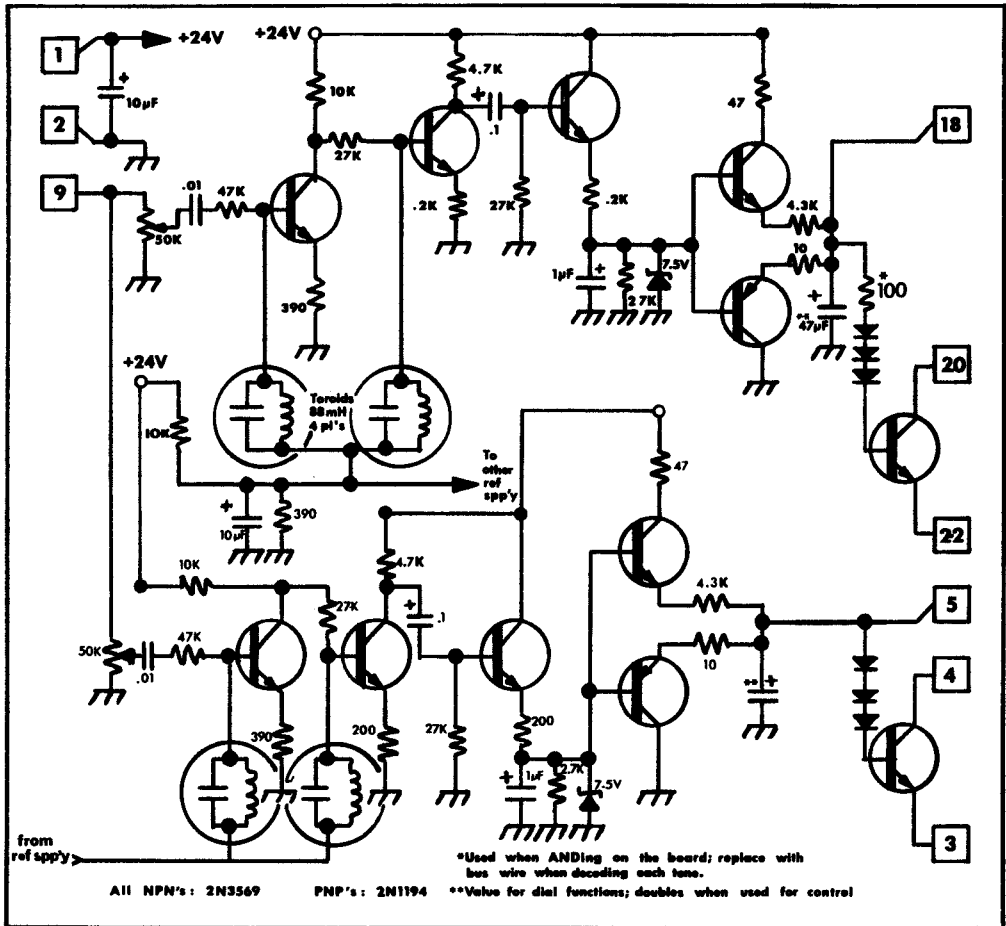 1
+24V
+
10µF
2
9
.01
47K
50K
+24V
10K
27K
390
4.7K
+
.1
.2K
27K
.2K
47
18
4.3K
10
1µF
+
2.7K
7.5V
+
**
47µF
*
100
20
22
+24V
10K
Toroids
88mH
4 pi's
To
other
ref
spp'y
+
10µF
390
10K
27K
4.7K
+
.1
47
50K
.01
47K
390
200
27K
200
+
1µF
2.7K
7.5V
4.3K
10
**
+
5
4
3
from
ref spp'y
*Used when ANDing on the board; replace with
bus wire when decoding each tone.
All NPN's: 2N3569 PNP's: 2N1194 **Value for dial functions; doubles when used for control